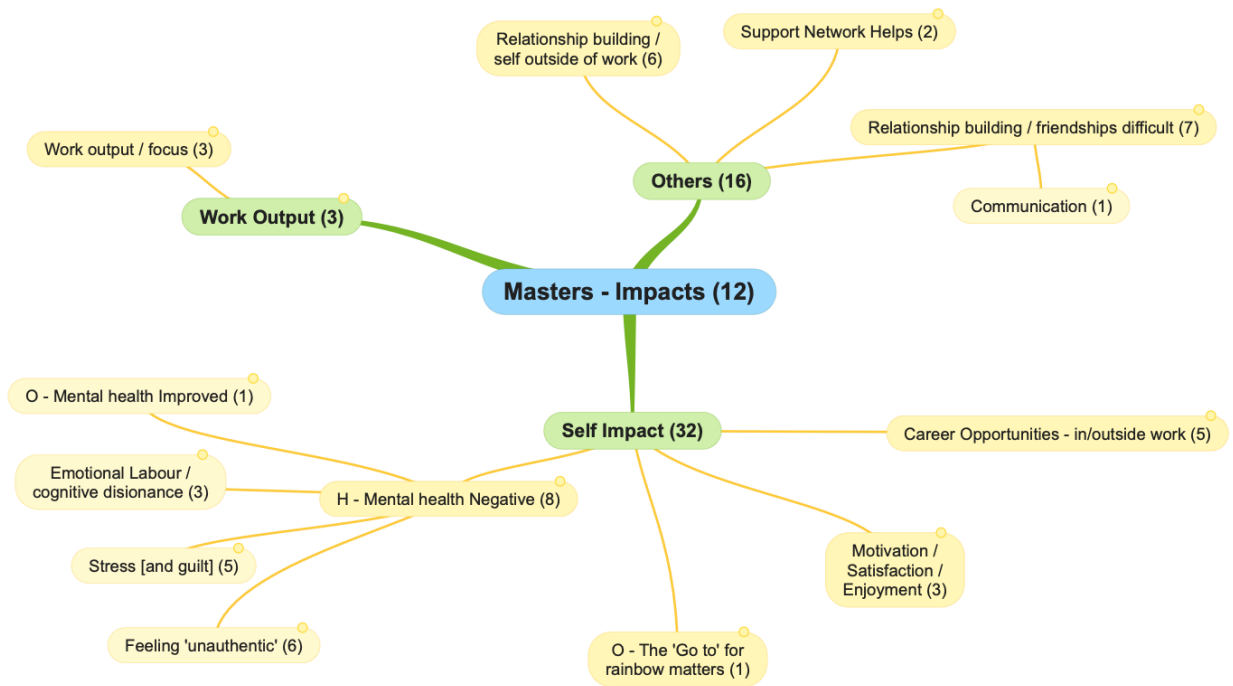 Relationship building /
self outside of work (6)
Support Network Helps (2)
Relationship building / friendships difficult (7)
Work output / focus (3)
Others (16)
Communication (1)
Work Output (3)
Masters - Impacts (12)
O - Mental health Improved (1)
Self Impact (32)
Career Opportunities - in/outside work (5)
Emotional Labour /
cognitive disionance (3)
H - Mental health Negative (8)
Stress [and guilt] (5)
Motivation /
Satisfaction /
Enjoyment (3)
Feeling 'unauthentic' (6)
O - The 'Go to' for
rainbow matters (1)